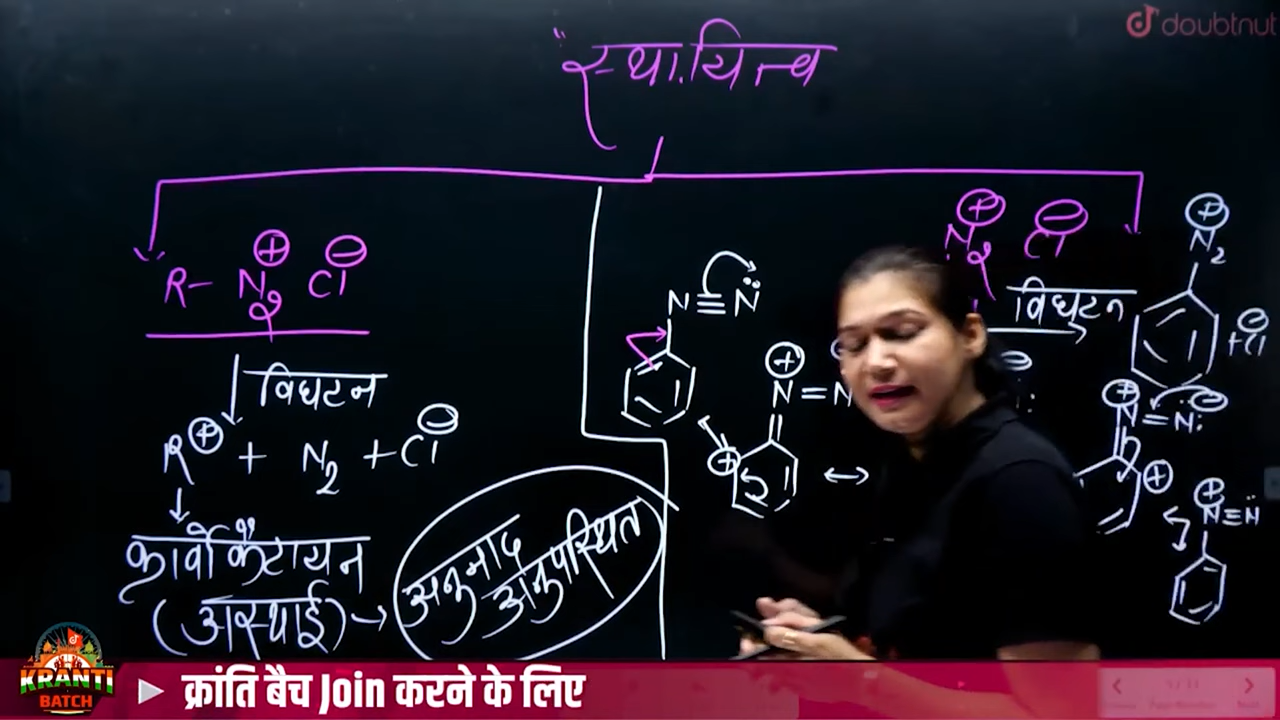 doubtnut
"स्थायित्व
R- N₂⊕ Cl⊖
विघटन
R⊕ + N₂ + Cl⊖
कार्बोकैटायन
(अस्थाई) →
अनुनाद
अनुपस्थित
N≡N̈
⊕
N=N
⊕
↔
N₂⊕ Cl⊖
विघटन
⊕
N₂
+Cl⊖
⊕ ⊖
N=N̈:
⊕
⊕
N≡N̈
KRANTI
BATCH
क्रांति बैच Join करने के लिए